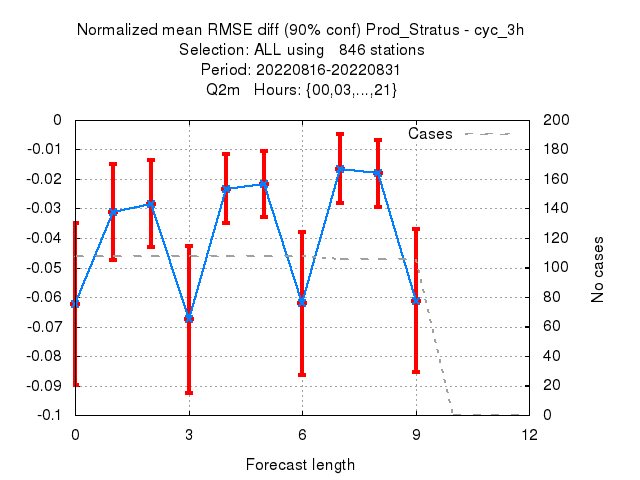 Normalized mean RMSE diff (90% conf) Prod_Stratus - cyc_3h
Selection: ALL using   846 stations
Period: 20220816-20220831
Q2m   Hours: {00,03,...,21}
0
-0.01
-0.02
-0.03
-0.04
-0.05
-0.06
-0.07
-0.08
-0.09
-0.1
Cases
200
180
160
140
120
100
80
60
40
20
0
No cases
0 3 6 9 12
Forecast length